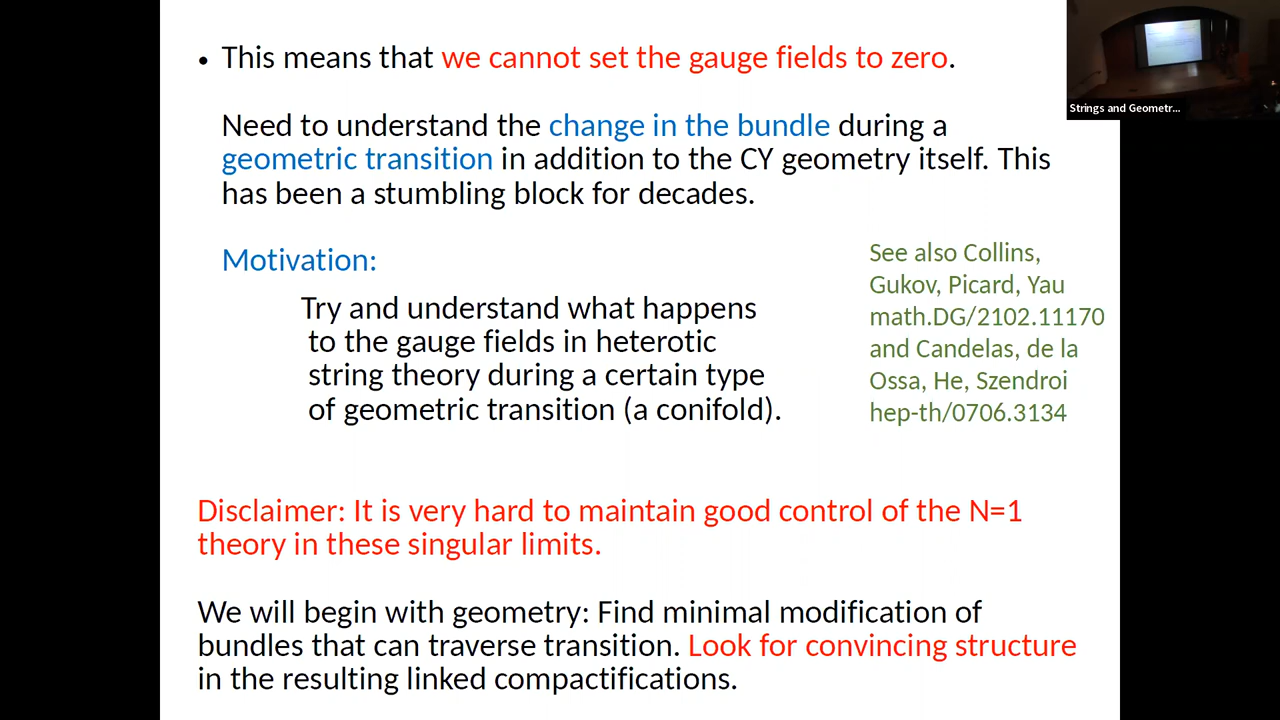 • This means that we cannot set the gauge fields to zero.
Need to understand the change in the bundle during a
geometric transition in addition to the CY geometry itself. This
has been a stumbling block for decades.
Motivation:
Try and understand what happens
to the gauge fields in heterotic
string theory during a certain type
of geometric transition (a conifold).
See also Collins,
Gukov, Picard, Yau
math.DG/2102.11170
and Candelas, de la
Ossa, He, Szendroi
hep-th/0706.3134
Disclaimer: It is very hard to maintain good control of the N=1
theory in these singular limits.
We will begin with geometry: Find minimal modification of
bundles that can traverse transition. Look for convincing structure
in the resulting linked compactifications.
Strings and Geometr...